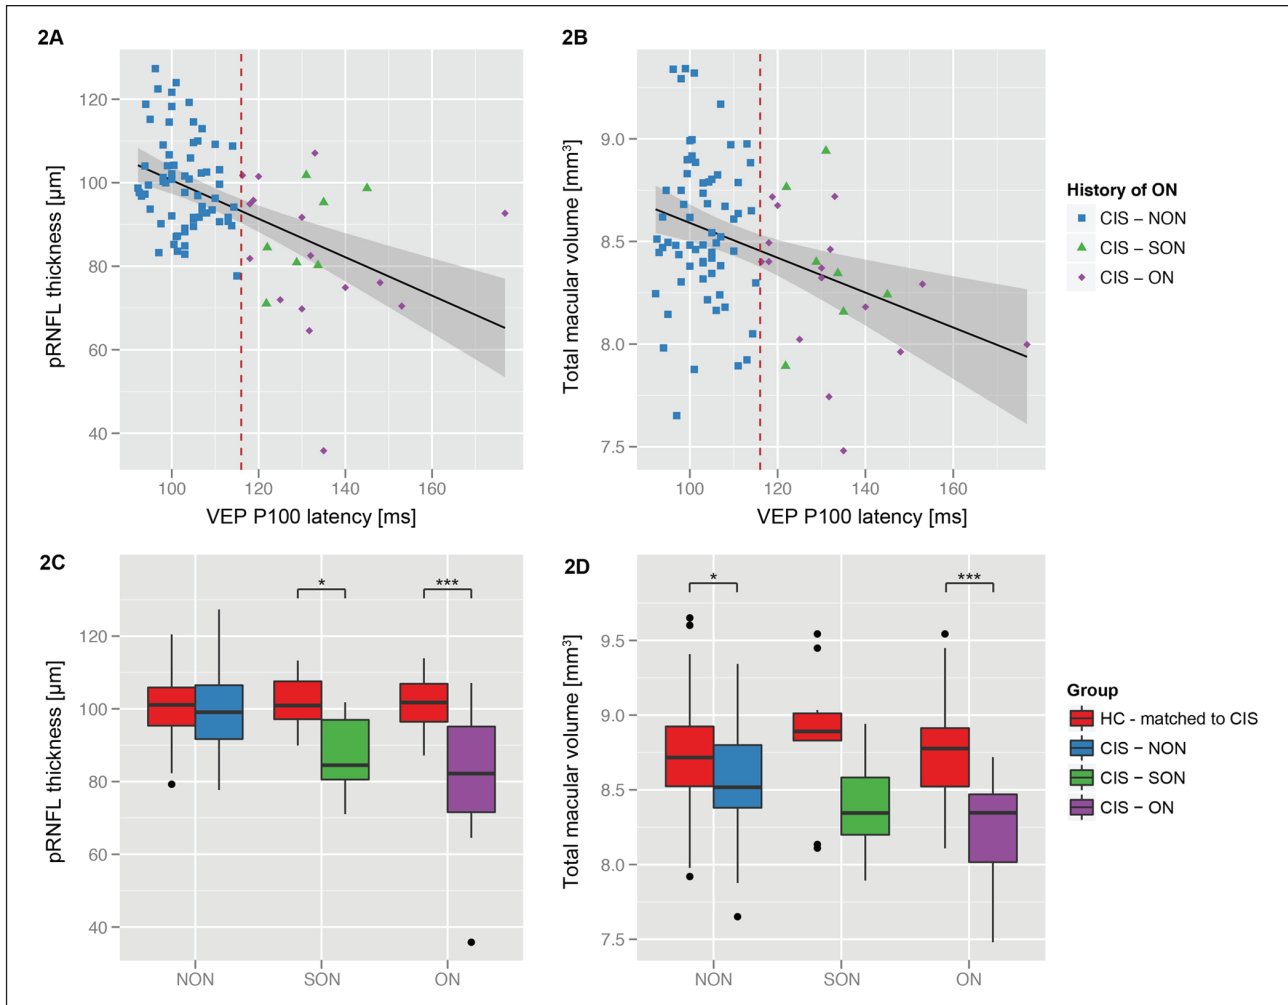 2A
pRNFL thickness [µm]
120
100
80
60
40
100 120 140 160
VEP P100 latency [ms]
2B
Total macular volume [mm³]
9.0
8.5
8.0
7.5
100 120 140 160
VEP P100 latency [ms]
History of ON
CIS – NON
CIS – SON
CIS – ON
2C
pRNFL thickness [µm]
120
100
80
60
40
* ***
NON SON ON
2D
Total macular volume [mm³]
9.5
9.0
8.5
8.0
7.5
* ***
NON SON ON
Group
HC - matched to CIS
CIS – NON
CIS – SON
CIS – ON